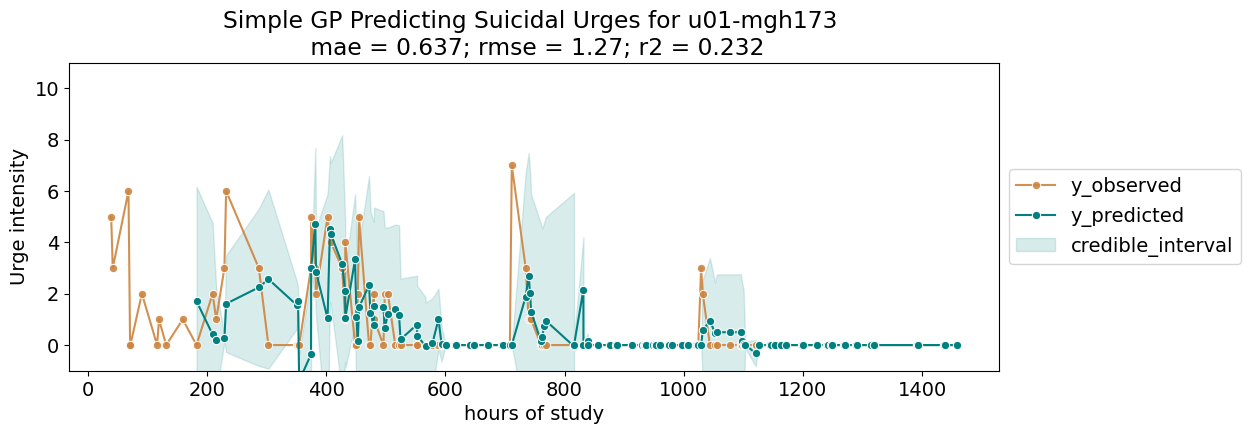 Simple GP Predicting Suicidal Urges for u01-mgh173
mae = 0.637; rmse = 1.27; r2 = 0.232
Urge intensity
10
8
6
4
2
0
0 200 400 600 800 1000 1200 1400
hours of study
y_observed
y_predicted
credible_interval